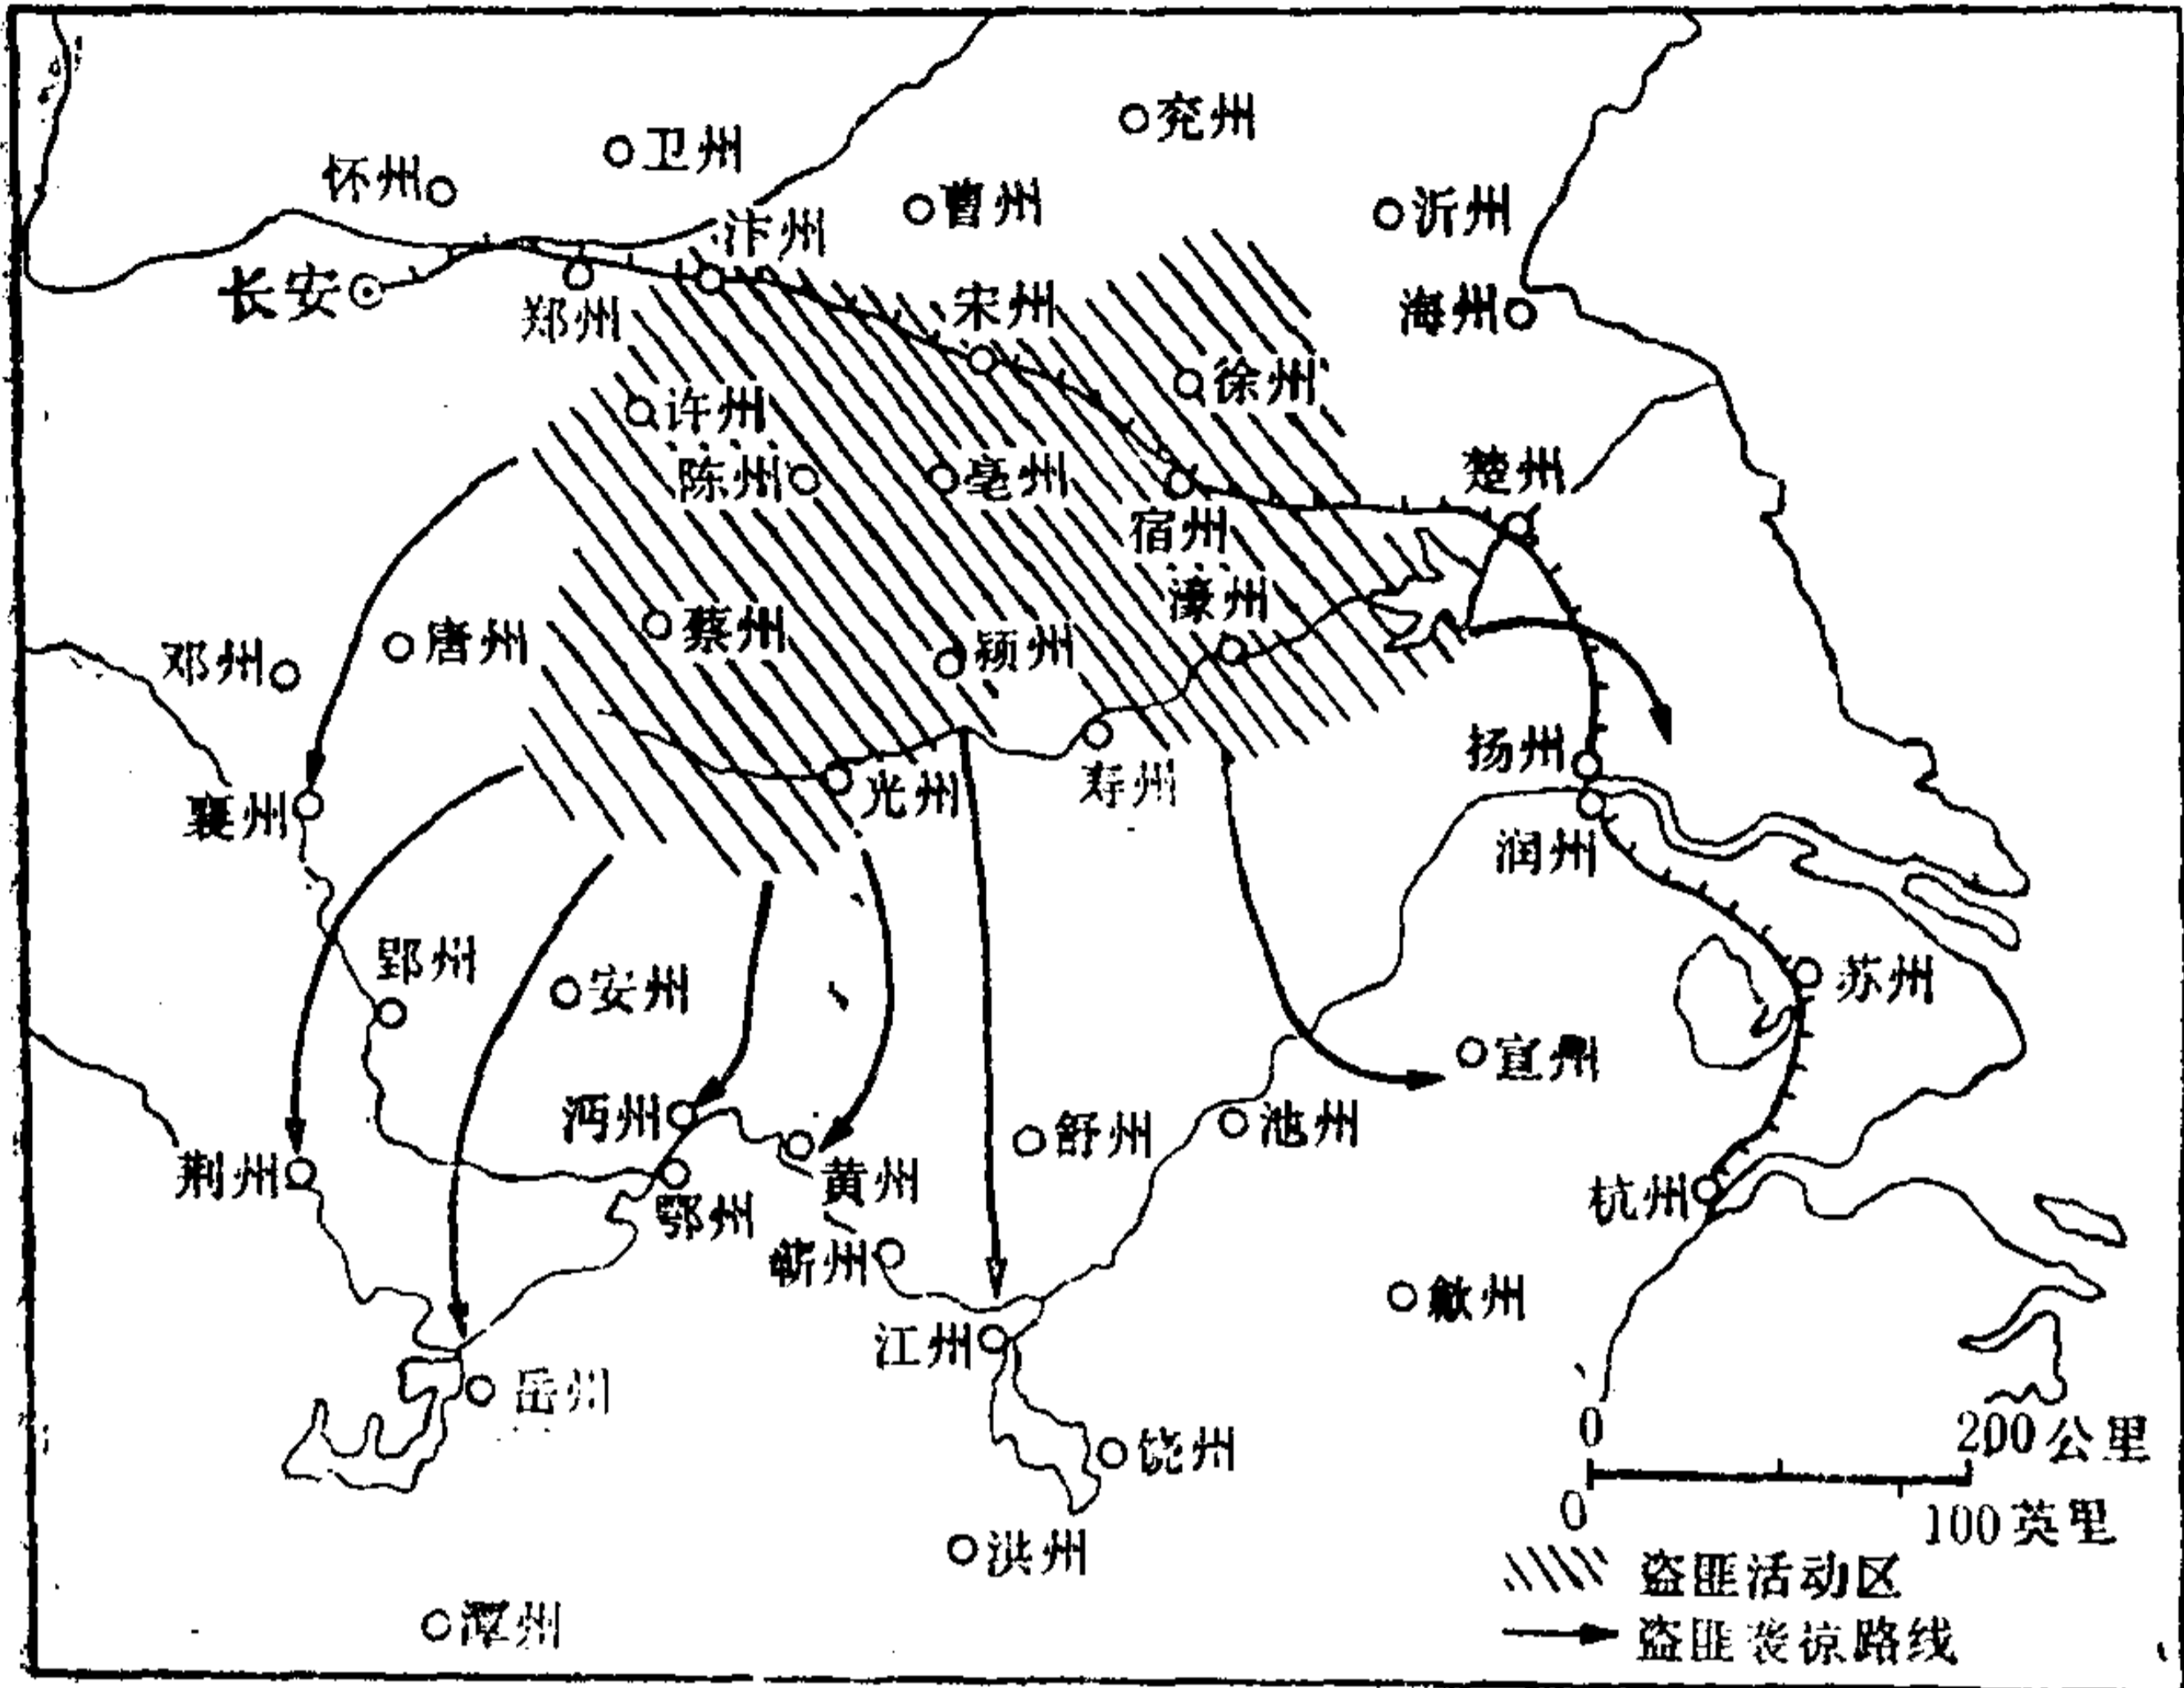 兖州
卫州
怀州
曹州
沂州
汴州
长安
郑州
宋州
海州
徐州
许州
陈州
亳州
楚州
宿州
濠州
蔡州
颍州
唐州
邓州
扬州
光州
寿州
襄州
润州
郢州
安州
苏州
宣州
沔州
舒州
池州
黄州
荆州
鄂州
杭州
蕲州
歙州
江州
岳州
饶州
洪州
潭州
0 200公里
0 100英里
盗匪活动区
盗匪袭掠路线